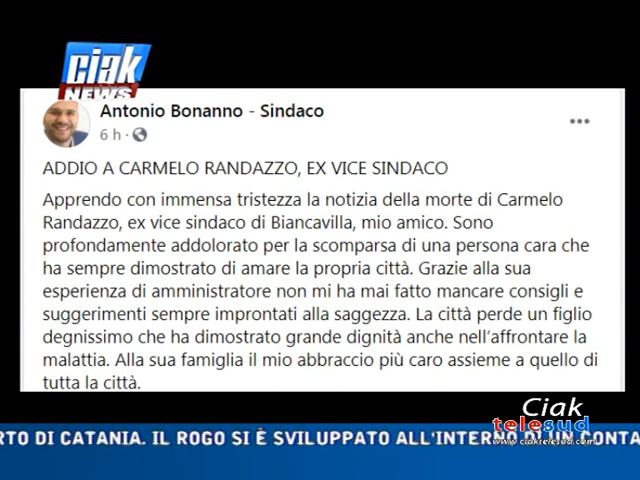 ciak
NEWS
Antonio Bonanno - Sindaco
6 h ·
ADDIO A CARMELO RANDAZZO, EX VICE SINDACO
Apprendo con immensa tristezza la notizia della morte di Carmelo
Randazzo, ex vice sindaco di Biancavilla, mio amico. Sono
profondamente addolorato per la scomparsa di una persona cara che
ha sempre dimostrato di amare la propria città. Grazie alla sua
esperienza di amministratore non mi ha mai fatto mancare consigli e
suggerimenti sempre improntati alla saggezza. La città perde un figlio
degnissimo che ha dimostrato grande dignità anche nell'affrontare la
malattia. Alla sua famiglia il mio abbraccio più caro assieme a quello di
tutta la città.
Ciak
telesud
www.ciaktelesud.com
RTO DI CATANIA. IL ROGO SI È SVILUPPATO ALL'INTERNO DI UN CONTA